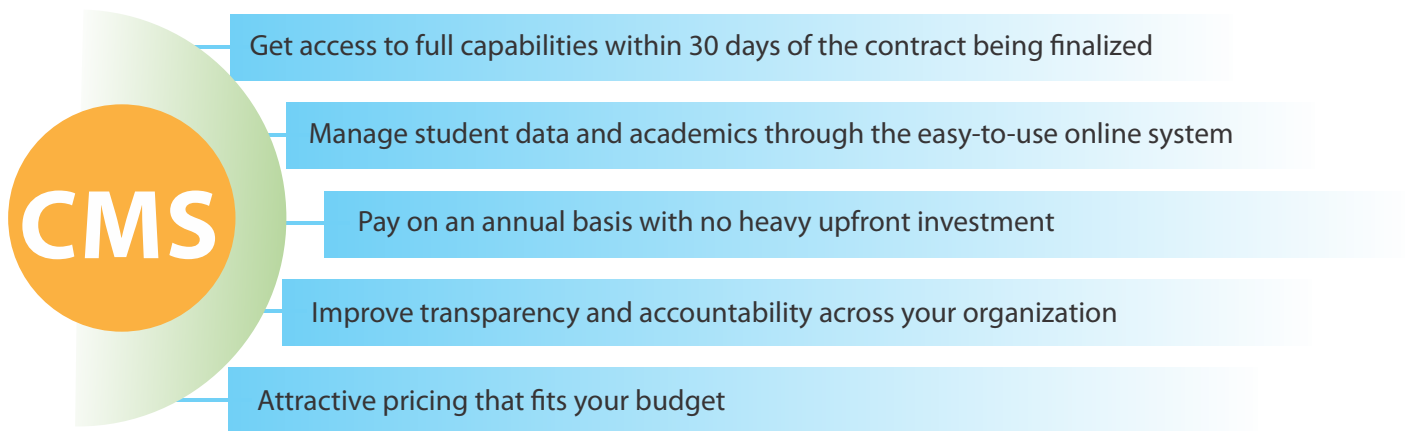 Get access to full capabilities within 30 days of the contract being finalized
Manage student data and academics through the easy-to-use online system
CMS
Pay on an annual basis with no heavy upfront investment
Improve transparency and accountability across your organization
Attractive pricing that fits your budget